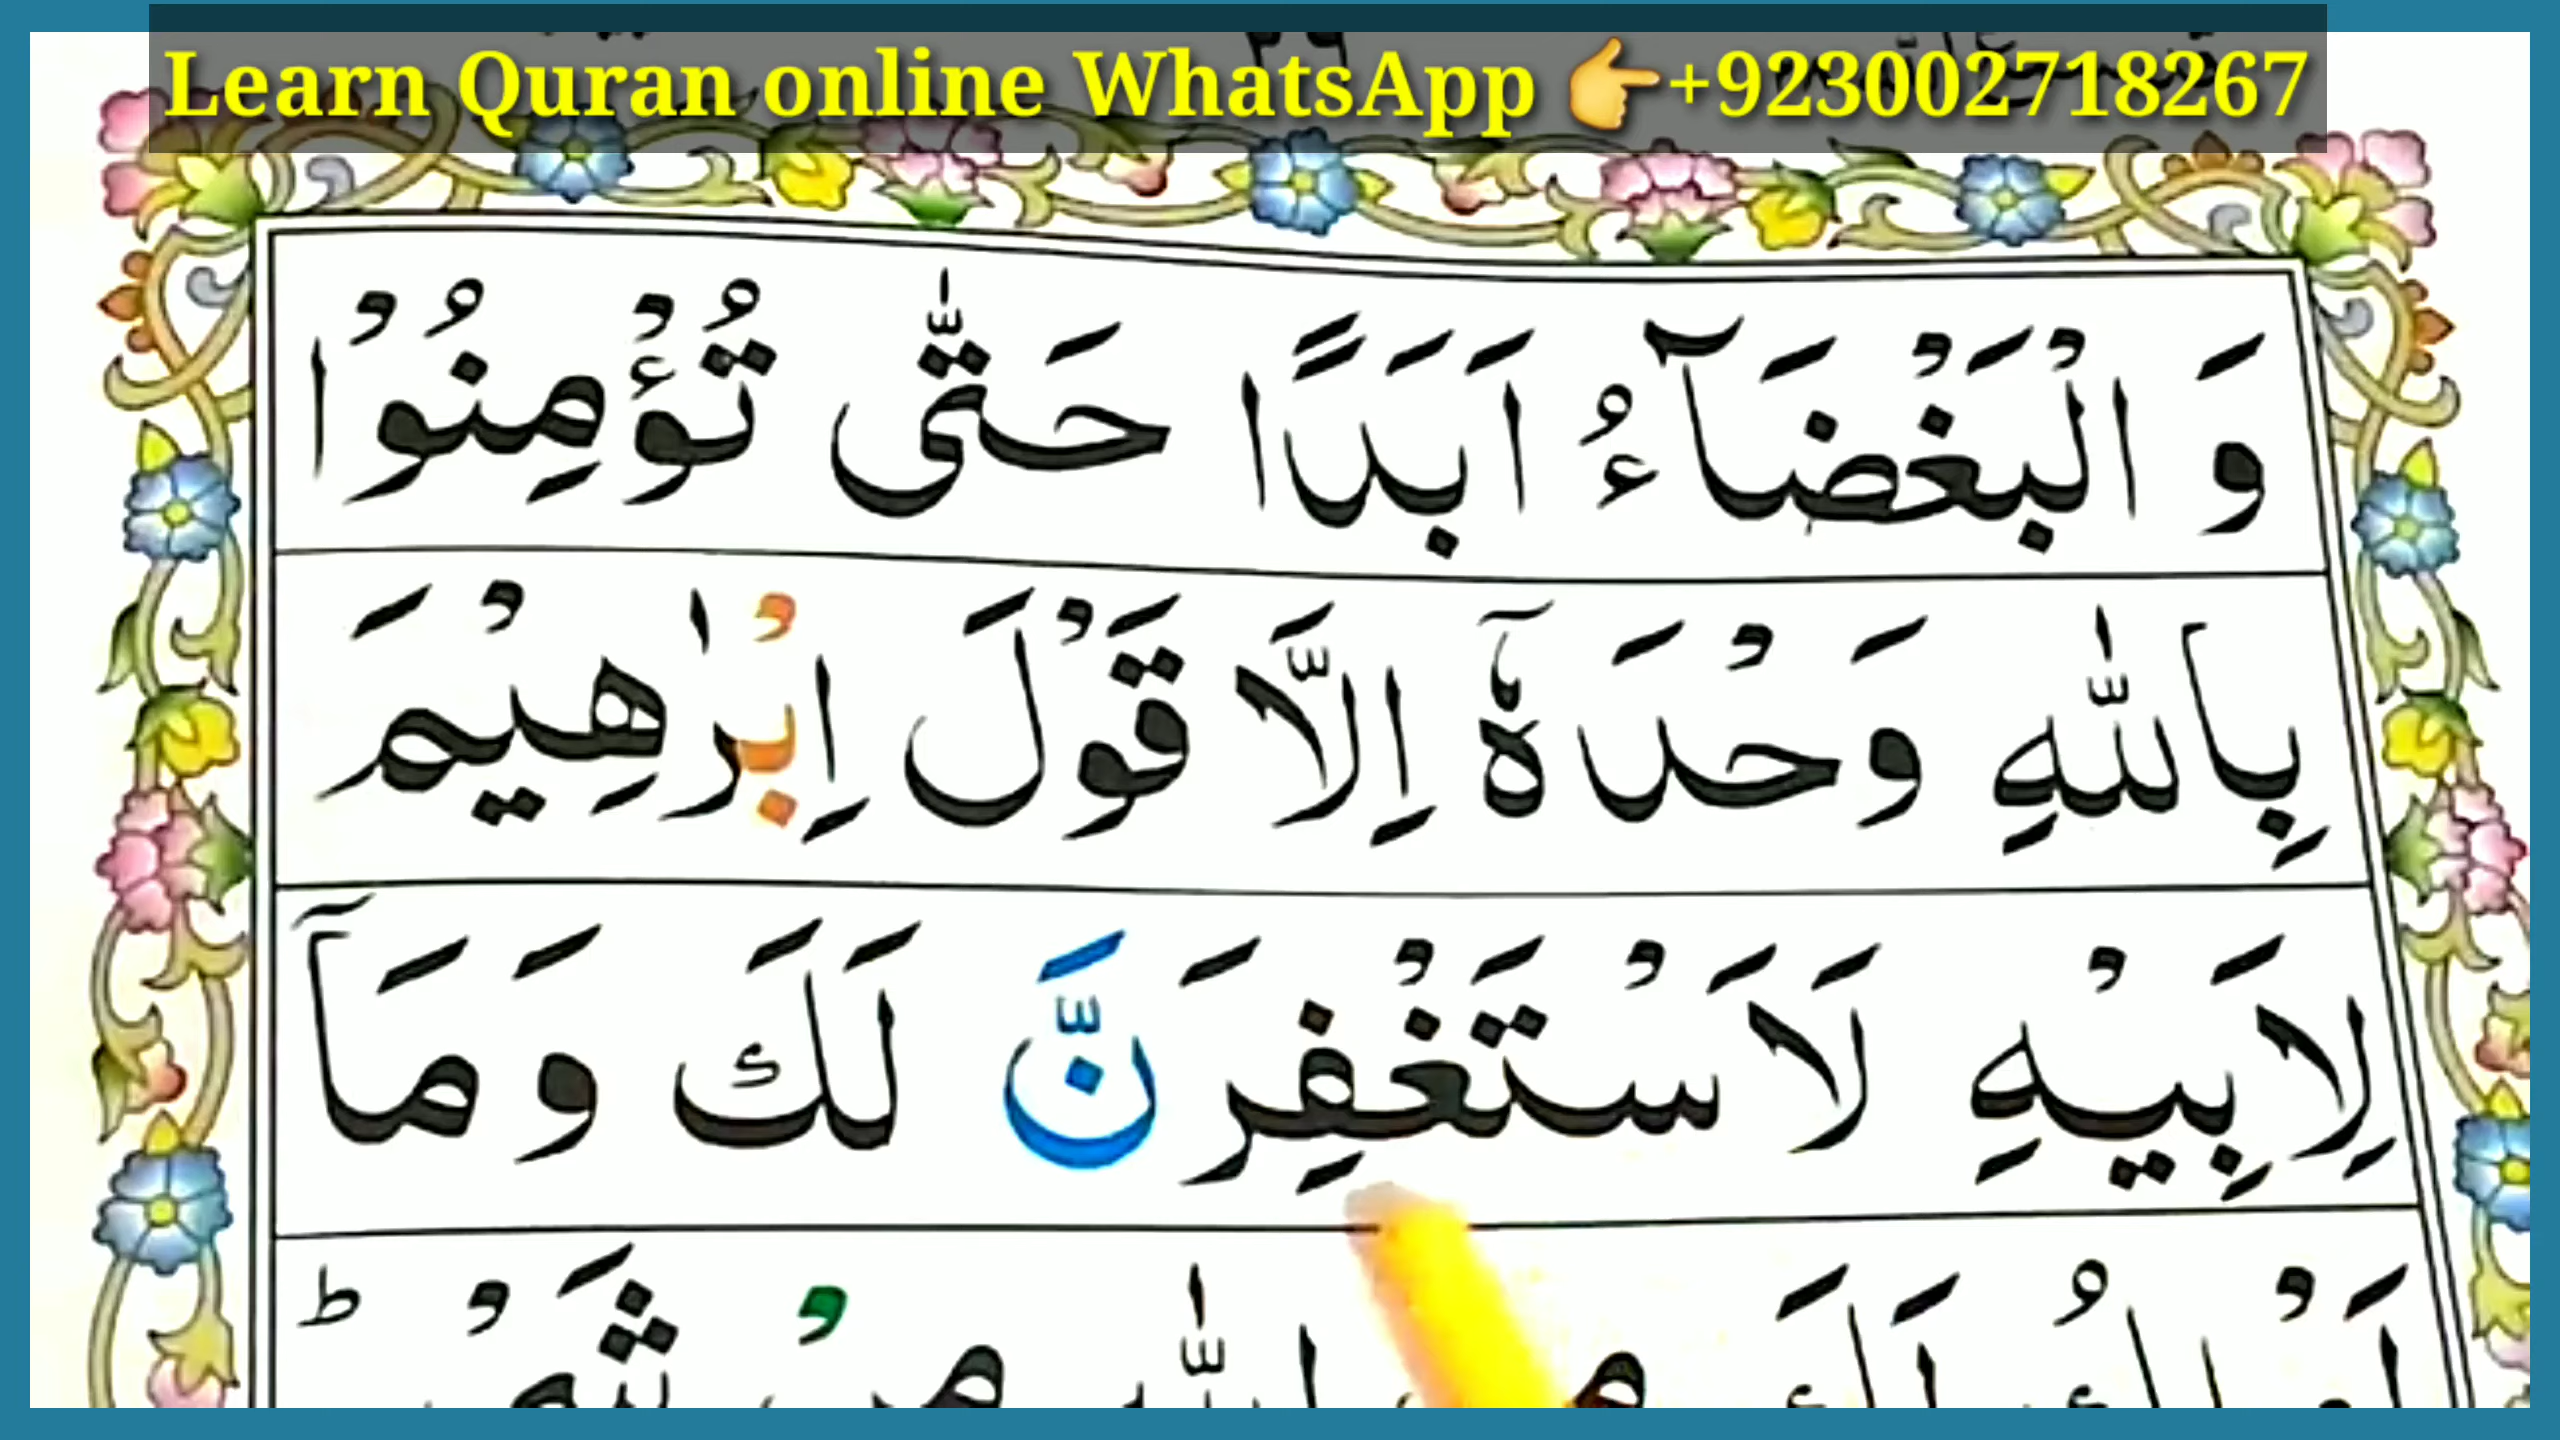 Learn Quran online WhatsApp 👉+923002718267
وَ الْبَغْضَآءُ اَبَدًا حَتّٰى تُؤْمِنُوْا
بِاللّٰهِ وَحْدَهٗۤ اِلَّا قَوْلَ اِبْرٰهِيْمَ
لِاَبِيْهِ لَاَسْتَغْفِرَنَّ لَكَ وَمَاۤ